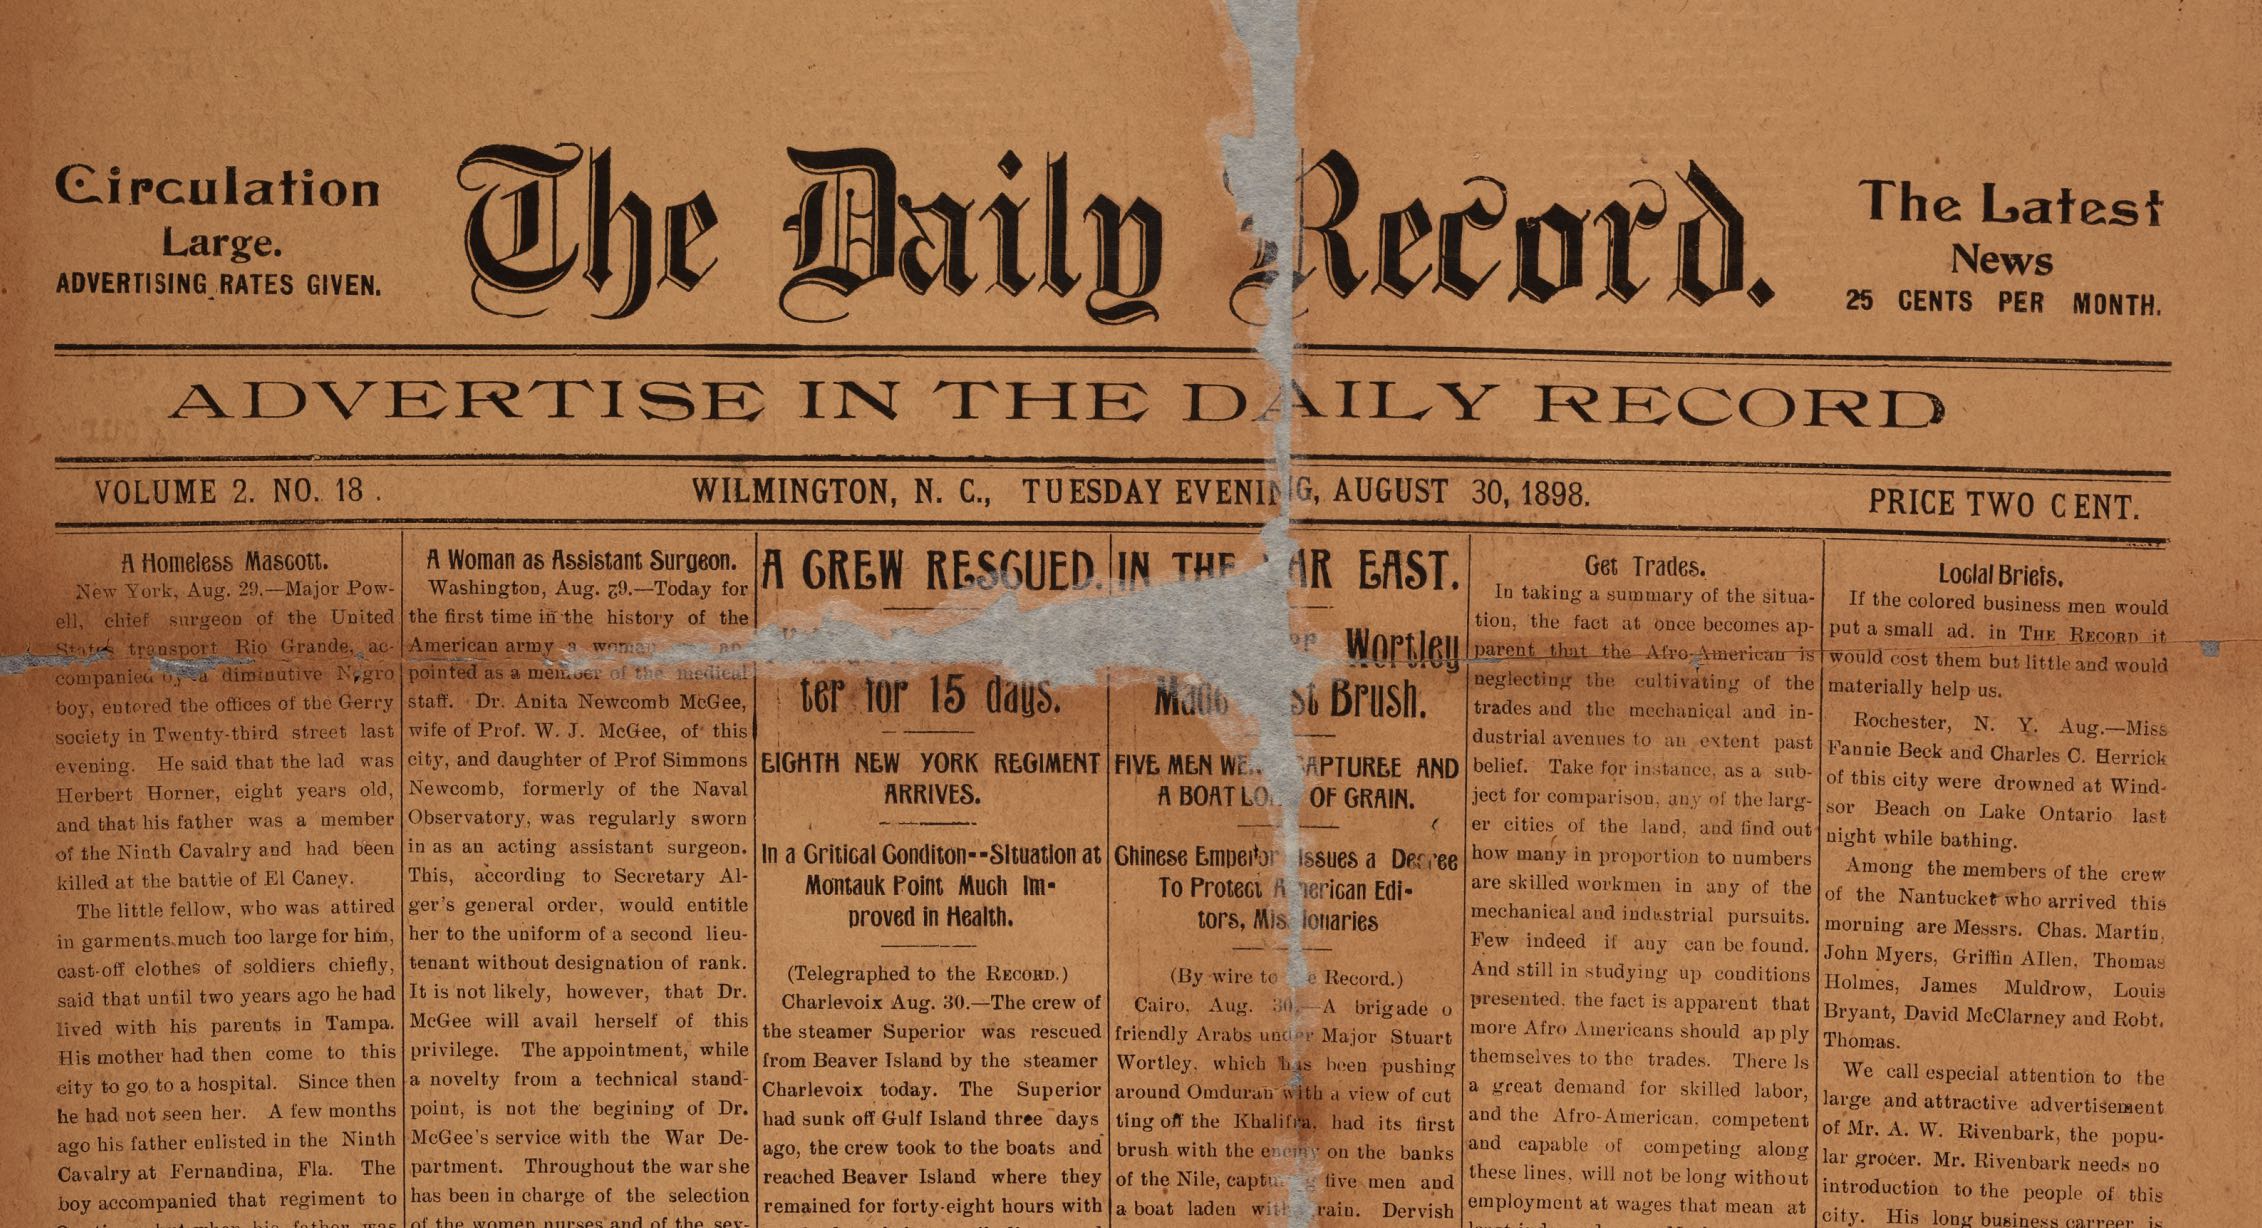 Circulation
Large.
ADVERTISING RATES GIVEN.
The Daily Record.
The Latest
News
25 CENTS PER MONTH.
ADVERTISE IN THE DAILY RECORD
VOLUME 2. NO. 18 .
WILMINGTON, N. C., TUESDAY EVENING, AUGUST 30, 1898.
PRICE TWO CENT.
A Homeless Mascott.
New York, Aug. 29.—Major Pow-
ell, chief surgeon of the United
States transport Rio Grande, ac-
companied by a diminutive Negro
boy, entered the offices of the Gerry
society in Twenty-third street last
evening. He said that the lad was
Herbert Horner, eight years old,
and that his father was a member
of the Ninth Cavalry and had been
killed at the battle of El Caney.
The little fellow, who was attired
in garments much too large for him,
cast-off clothes of soldiers chiefly,
said that until two years ago he had
lived with his parents in Tampa.
His mother had then come to this
city to go to a hospital. Since then
he had not seen her. A few months
ago his father enlisted in the Ninth
Cavalry at Fernandina, Fla. The
boy accompanied that regiment to
A Woman as Assistant Surgeon.
Washington, Aug. 29.—Today for
the first time in the history of the
American army a woman
pointed as a member of the medical
staff. Dr. Anita Newcomb McGee,
wife of Prof. W. J. McGee, of this
city, and daughter of Prof Simmons
Newcomb, formerly of the Naval
Observatory, was regularly sworn
in as an acting assistant surgeon.
This, according to Secretary Al-
ger's general order, would entitle
her to the uniform of a second lieu-
tenant without designation of rank.
It is not likely, however, that Dr.
McGee will avail herself of this
privilege. The appointment, while
a novelty from a technical stand-
point, is not the begining of Dr.
McGee's service with the War De-
partment. Throughout the war she
has been in charge of the selection
of the women nurses and of the sev-
A CREW RESCUED.
ter for 15 days.
EIGHTH NEW YORK REGIMENT
ARRIVES.
In a Critical Conditon--Situation at
Montauk Point Much Im-
proved in Health.
(Telegraphed to the RECORD.)
Charlevoix Aug. 30.—The crew of
the steamer Superior was rescued
from Beaver Island by the steamer
Charlevoix today. The Superior
had sunk off Gulf Island three days
ago, the crew took to the boats and
reached Beaver Island where they
remained for forty-eight hours with
IN THE EAST.
Wortley
Brush.
FIVE MEN CAPTUREE AND
A BOAT OF GRAIN.
Chinese Emperor Issues a Decree
To Protect American Edi-
tors, Missionaries
(By wire to the Record.)
Cairo, Aug. 30.—A brigade o
friendly Arabs under Major Stuart
Wortley, which has been pushing
around Omduran with a view of cut
ting off the Khalifra, had its first
brush with the enemy on the banks
of the Nile, five men and
a boat laden with Dervish
Get Trades.
In taking a summary of the situa-
tion, the fact at once becomes ap-
parent that the Afro-American is
neglecting the cultivating of the
trades and the mechanical and in-
dustrial avenues to an extent past
belief. Take for instance, as a sub-
ject for comparison, any of the larg-
er cities of the land, and find out
how many in proportion to numbers
are skilled workmen in any of the
mechanical and industrial pursuits.
Few indeed if any can be found.
And still in studying up conditions
presented, the fact is apparent that
more Afro Americans should apply
themselves to the trades. There is
a great demand for skilled labor,
and the Afro-American, competent
and capable of competing along
these lines, will not be long without
employment at wages that mean at
Loclal Briefs.
If the colored business men would
put a small ad. in THE RECORD it
would cost them but little and would
materially help us.
Rochester, N. Y. Aug.—Miss
Fannie Beck and Charles C. Herrick
of this city were drowned at Wind-
sor Beach on Lake Ontario last
night while bathing.
Among the members of the crew
of the Nantucket who arrived this
morning are Messrs. Chas. Martin,
John Myers, Griffin Allen, Thomas
Holmes, James Muldrow, Louis
Bryant, David McClarney and Robt.
Thomas.
We call especial attention to the
large and attractive advertisement
of Mr. A. W. Rivenbark, the popu-
lar grocer. Mr. Rivenbark needs no
introduction to the people of this
city. His long business carreer is